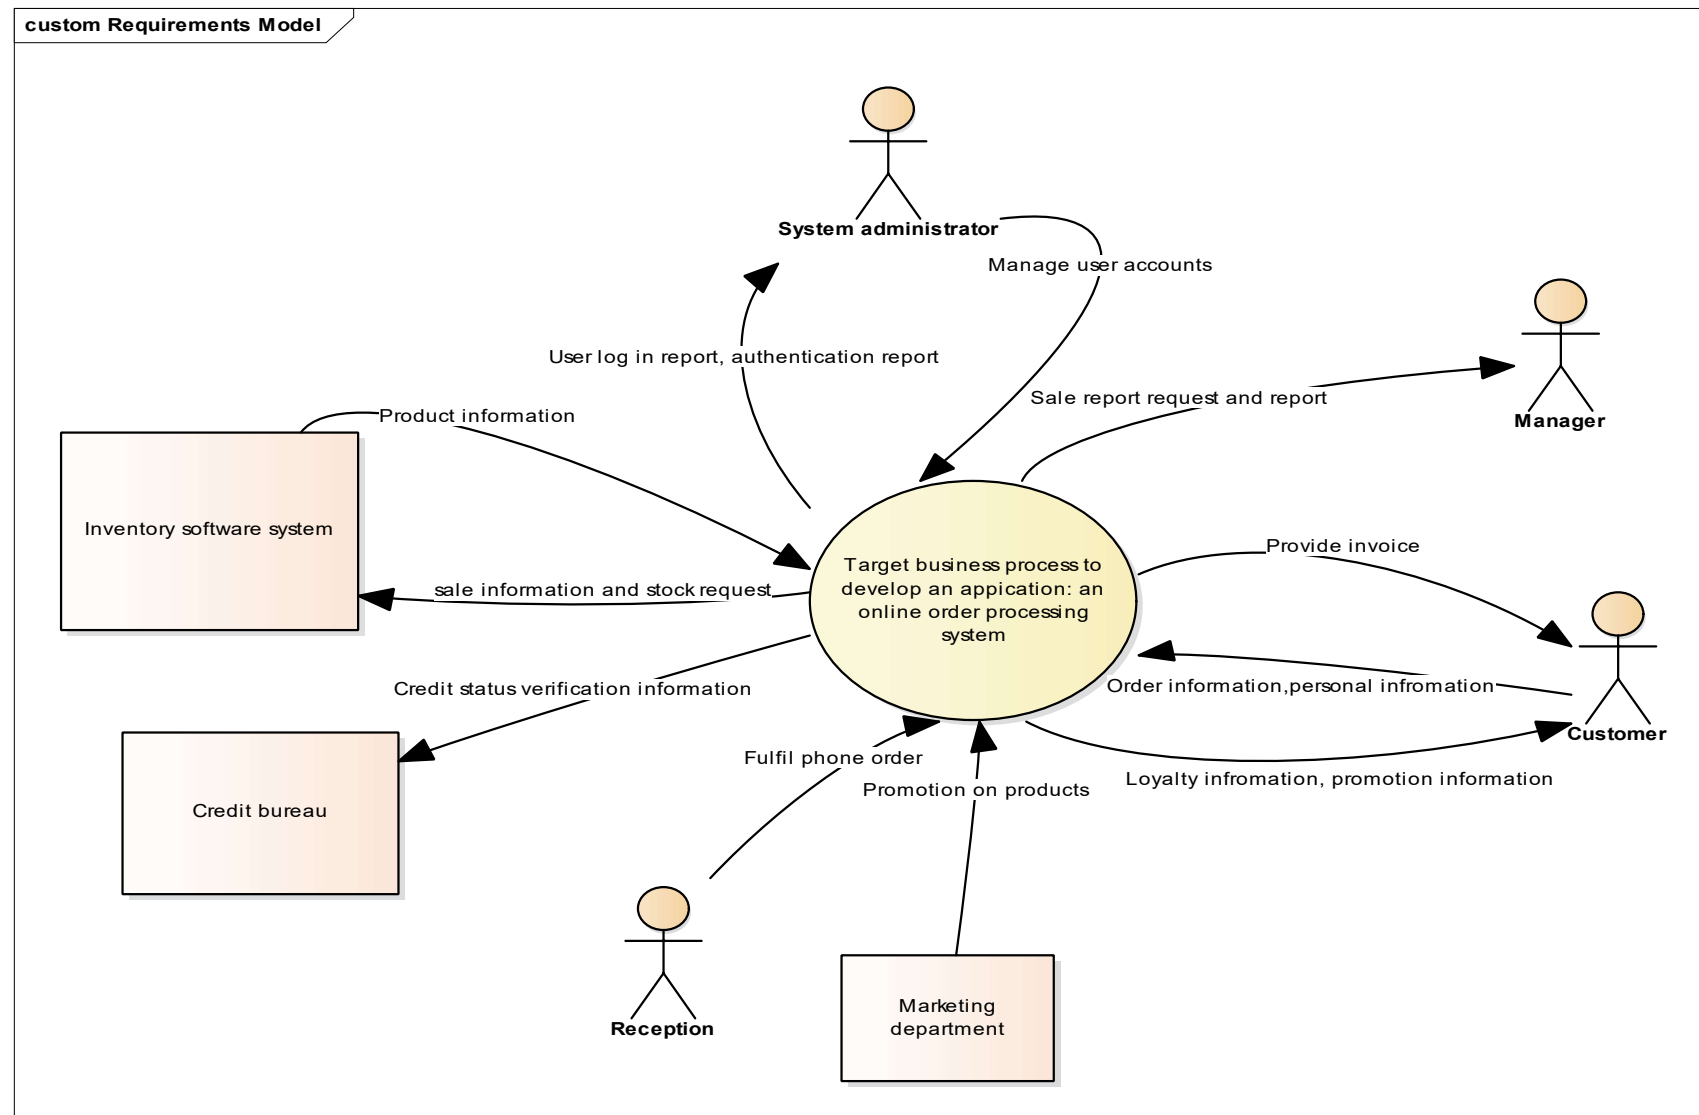 custom Requirements Model
System administrator
Manage user accounts
User log in report, authentication report
Sale report request and report
Manager
Product information
Inventory software system
sale information and stock request
Target business process to
develop an appication: an
online order processing
system
Provide invoice
Order information,personal infromation
Customer
Credit status verification information
Loyalty infromation, promotion information
Fulfil phone order
Promotion on products
Credit bureau
Reception
Marketing
department